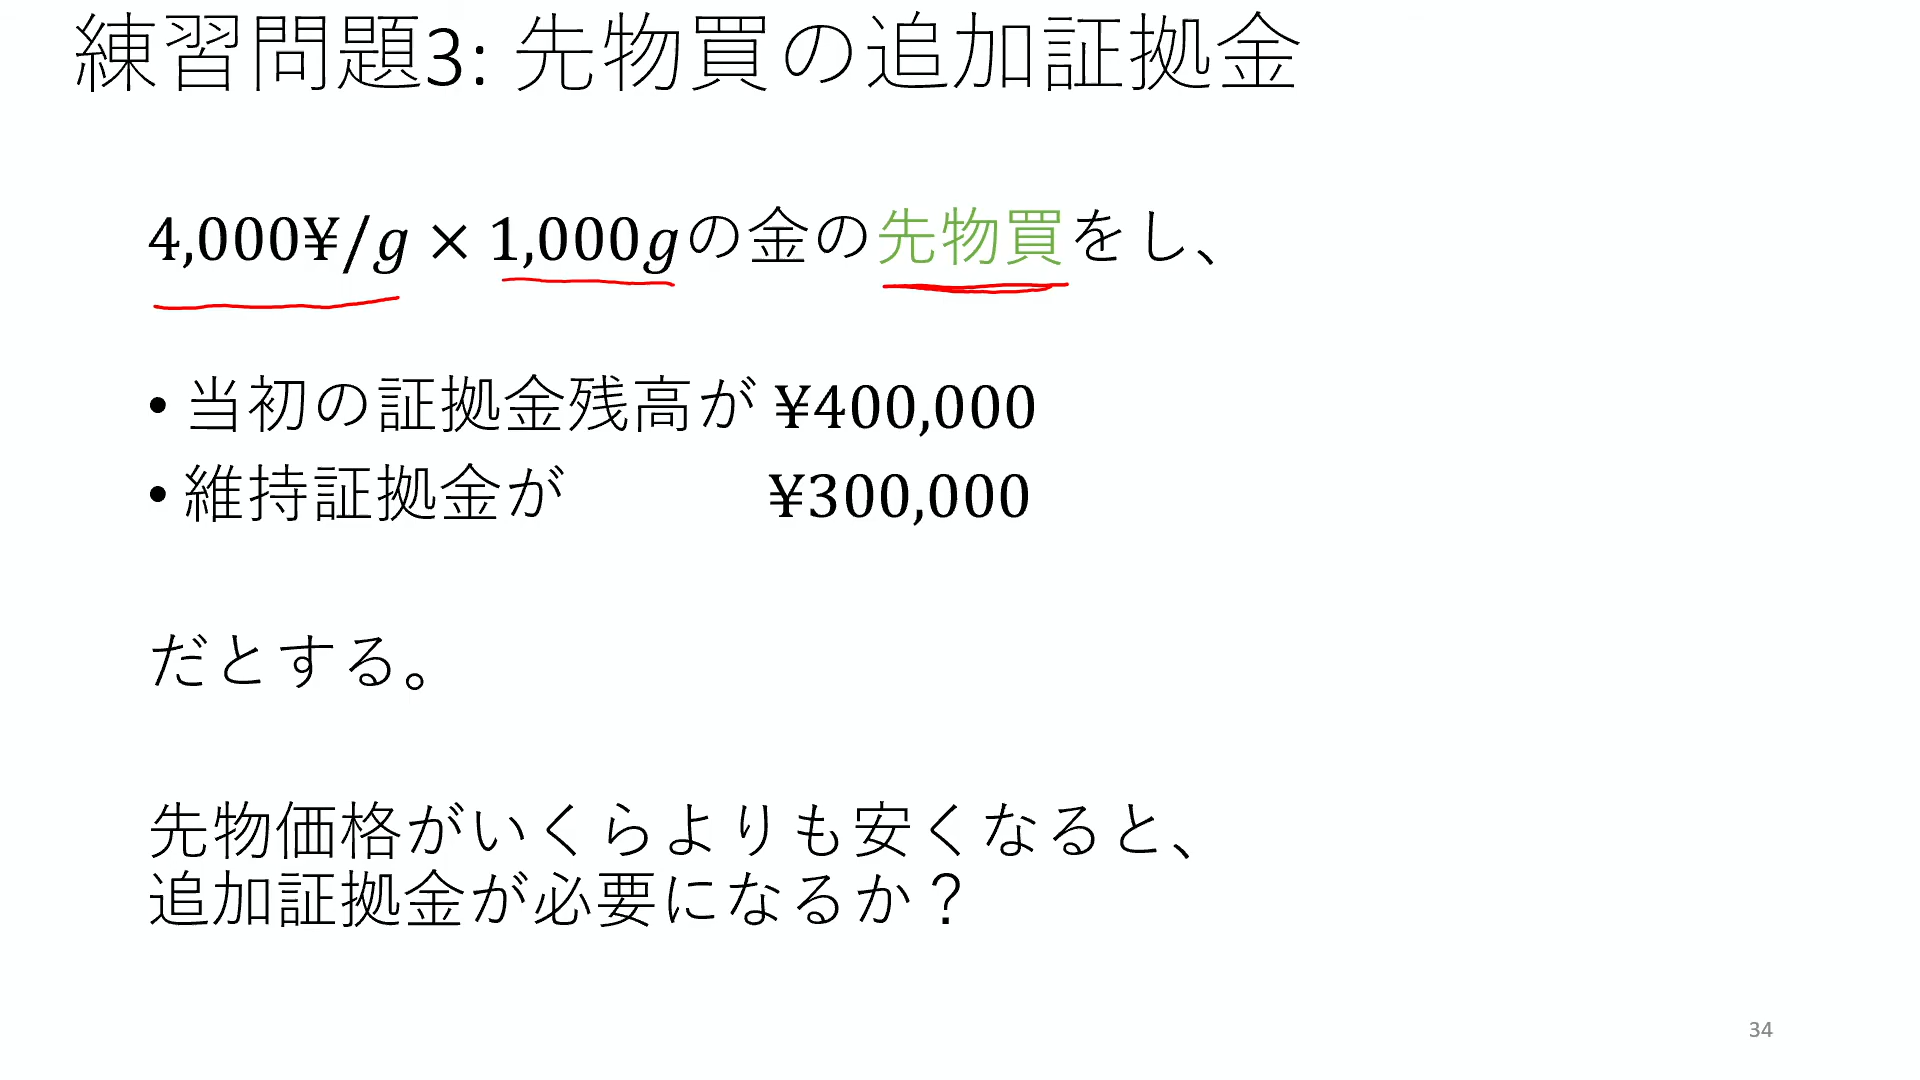 練習問題3: 先物買の追加証拠金
4,000¥/g × 1,000gの金の先物買をし、
• 当初の証拠金残高が ¥400,000
• 維持証拠金が ¥300,000
だとする。
先物価格がいくらよりも安くなると、
追加証拠金が必要になるか？
34